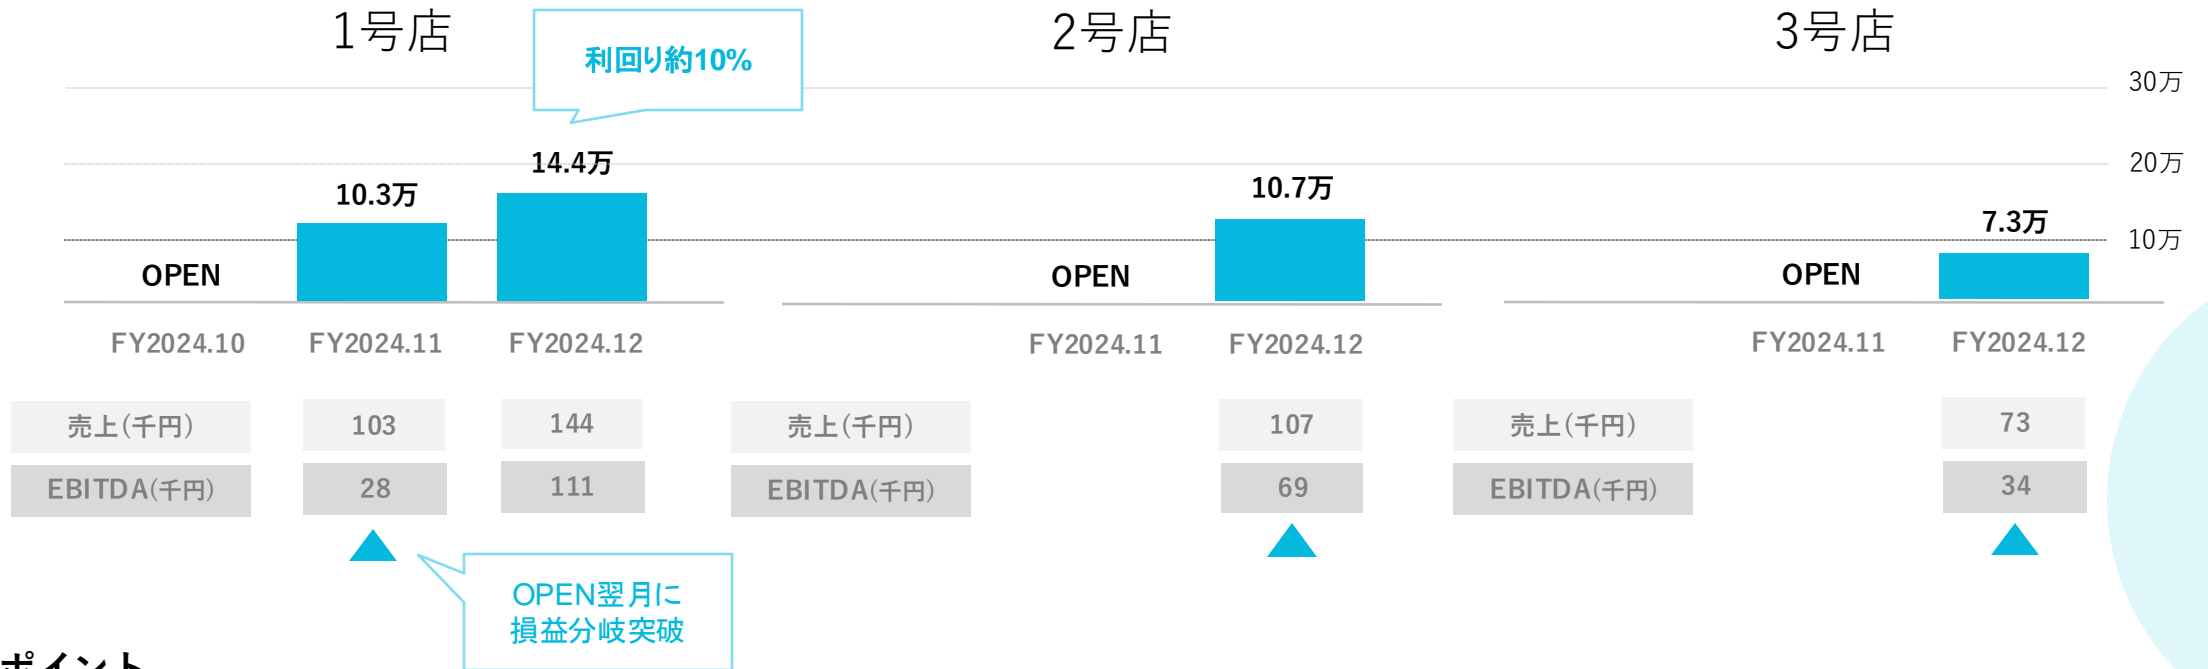 1号店
利回り約10%
2号店
3号店
30万
20万
10万
10.3万
14.4万
10.7万
7.3万
OPEN
OPEN
OPEN
FY2024.10
FY2024.11
FY2024.12
FY2024.11
FY2024.12
FY2024.11
FY2024.12
売上(千円)
103
144
売上(千円)
107
売上(千円)
73
EBITDA(千円)
28
111
EBITDA(千円)
69
EBITDA(千円)
34
OPEN翌月に
損益分岐突破
ポイント